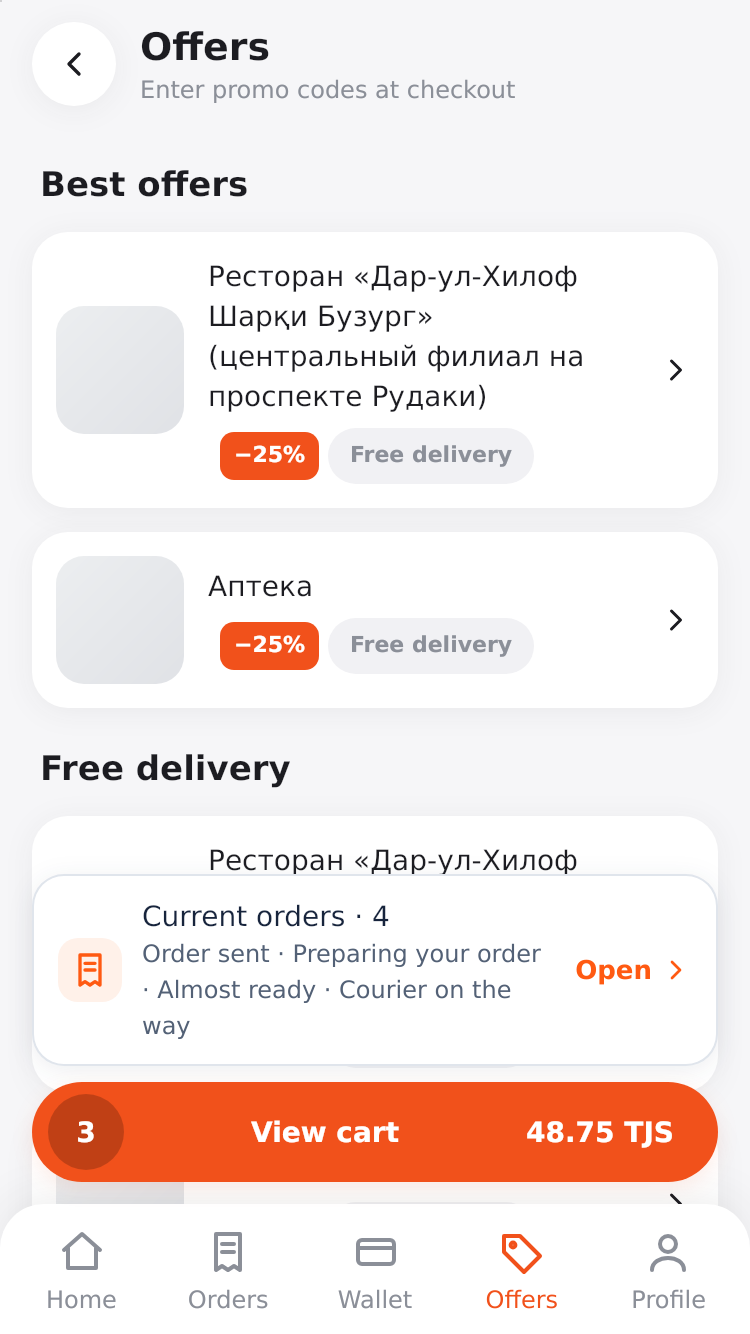 Offers
Enter promo codes at checkout
Best offers
Ресторан «Дар-ул-Хилоф
Шарқи Бузург»
(центральный филиал на
проспекте Рудаки)
−25% Free delivery
Аптека
−25% Free delivery
Free delivery
Ресторан «Дар-ул-Хилоф
Current orders · 4
Order sent · Preparing your order
· Almost ready · Courier on the
way
Open
3 View cart 48.75 TJS
Home Orders Wallet Offers Profile